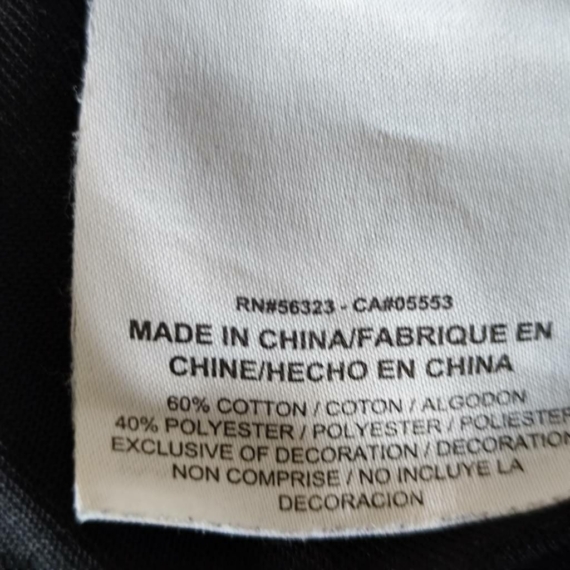 RN#56323 - CA#05553
MADE IN CHINA/FABRIQUE EN
CHINE/HECHO EN CHINA
60% COTTON / COTON / ALGODON
40% POLYESTER / POLYESTER / POLIESTER
EXCLUSIVE OF DECORATION / DECORATION
NON COMPRISE / NO INCLUYE LA
DECORACION